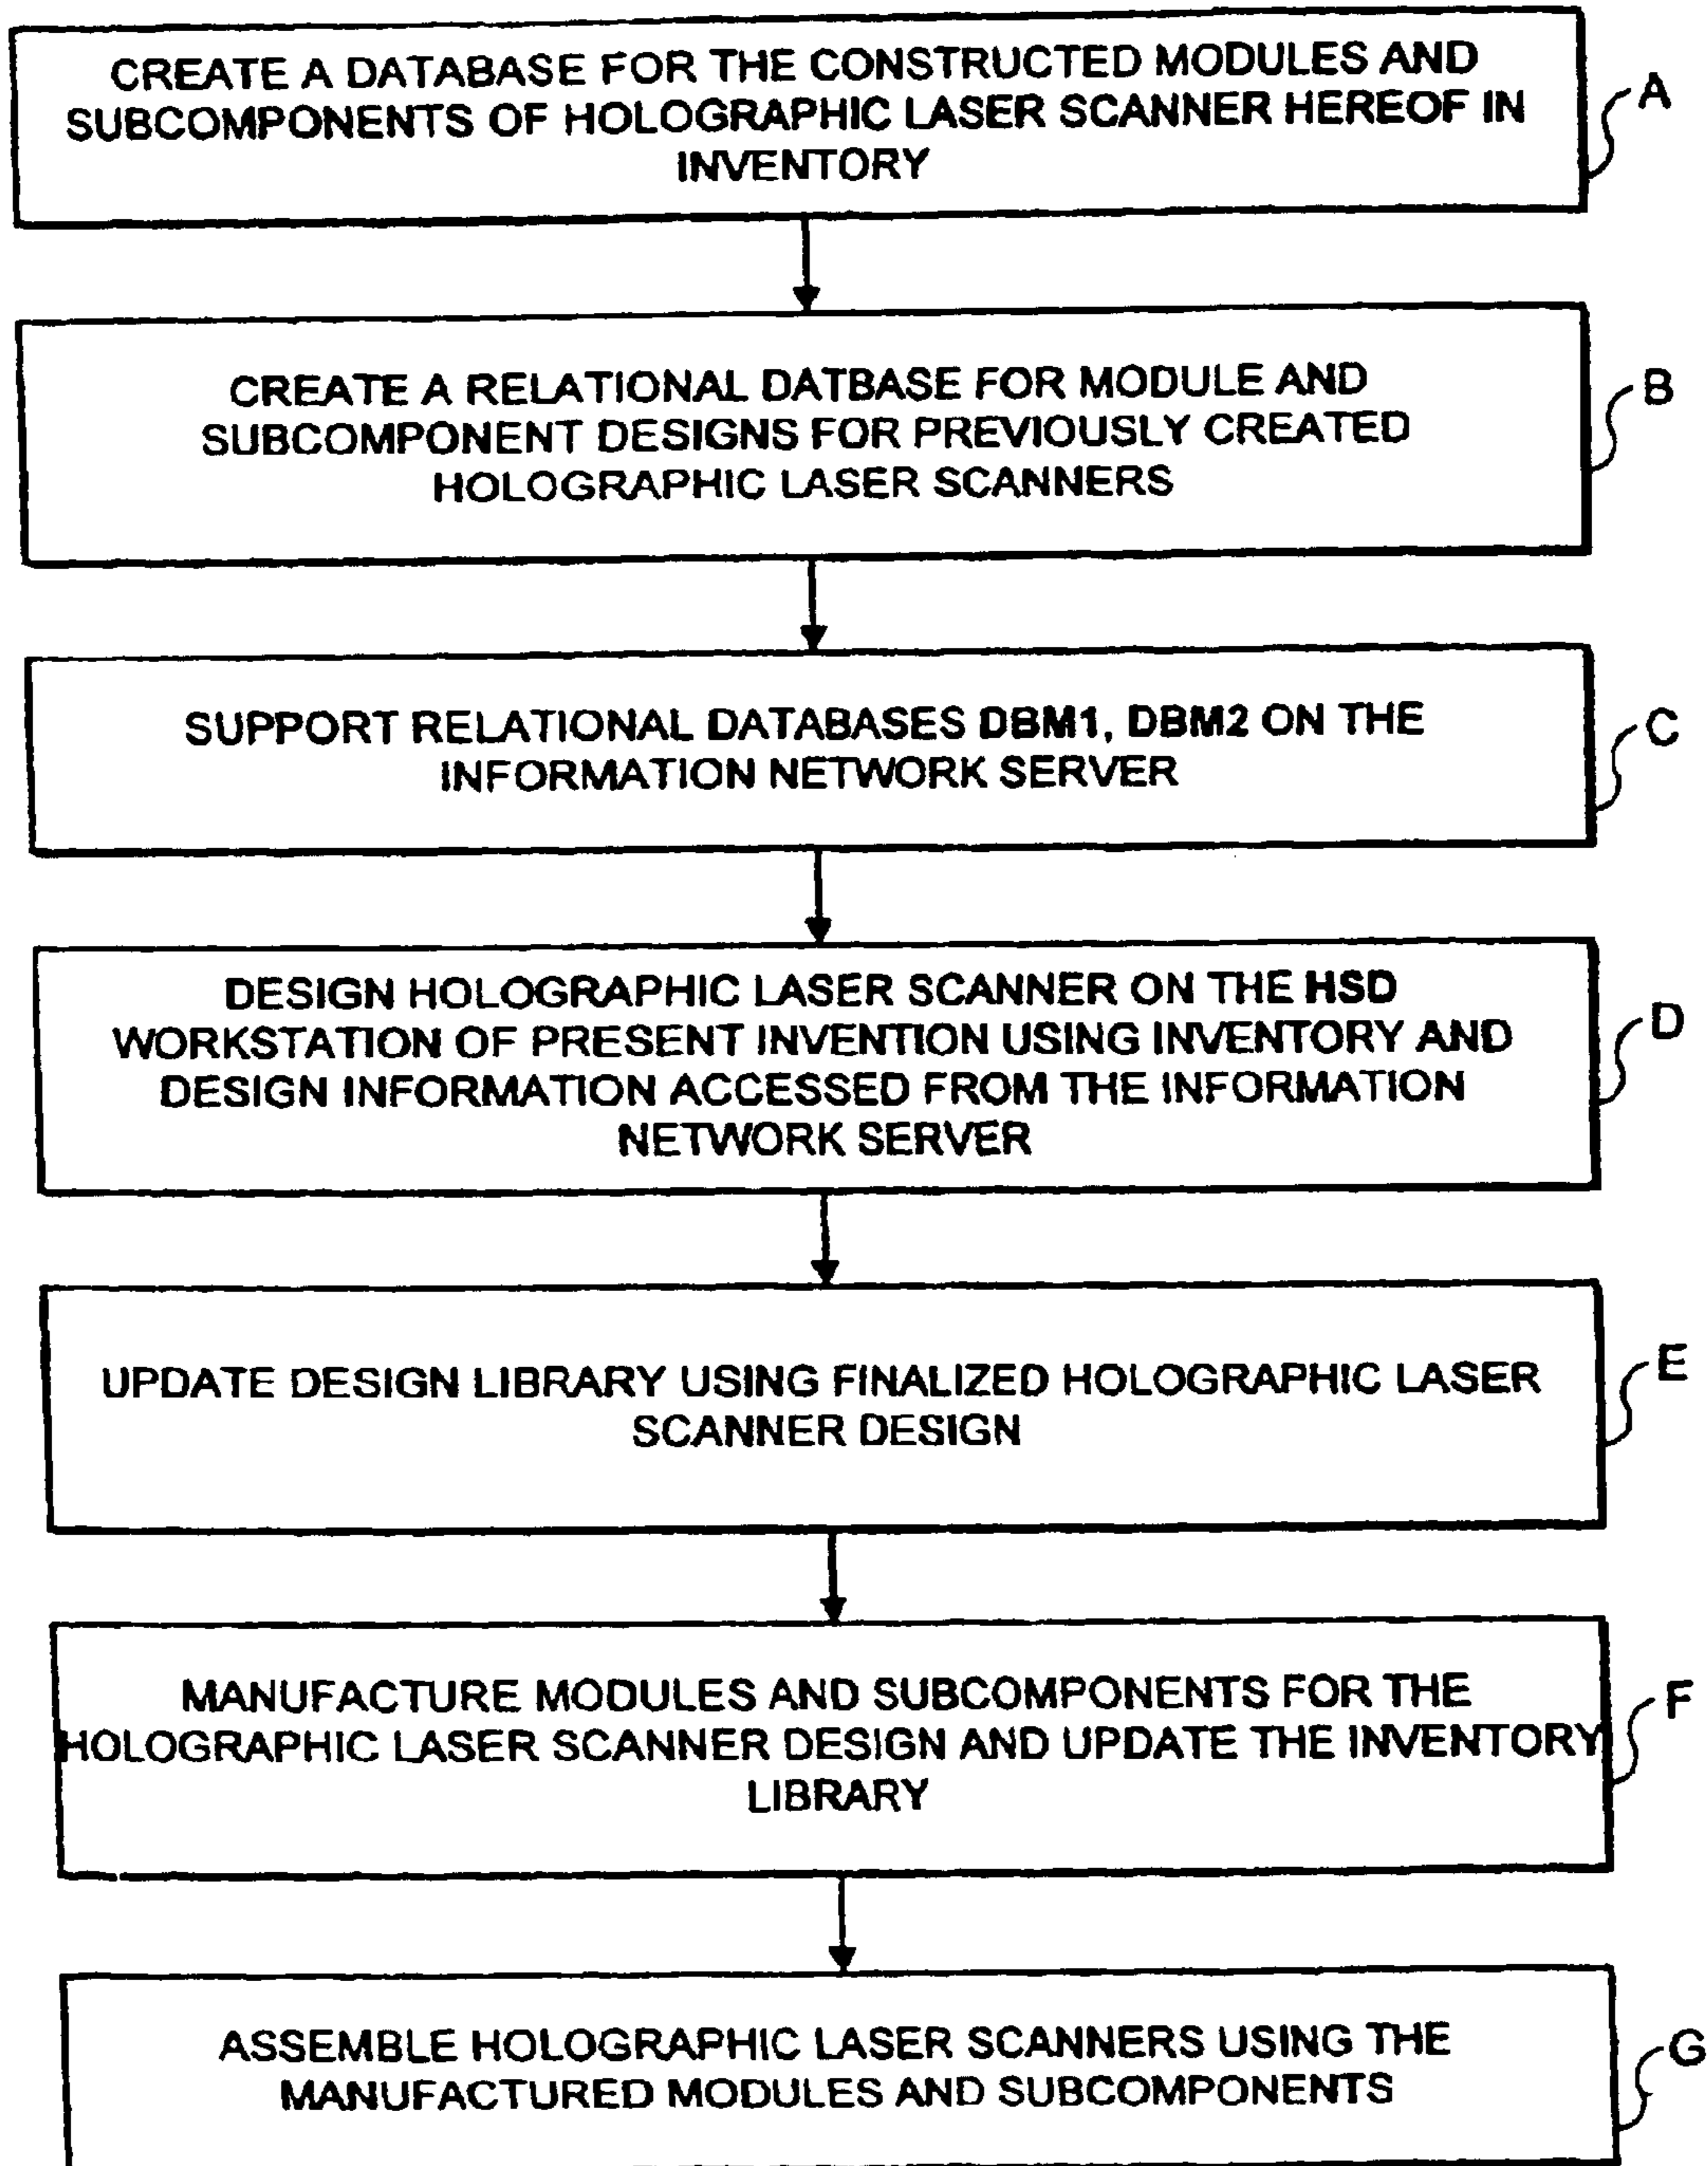 CREATE A DATABASE FOR THE CONSTRUCTED MODULES AND
SUBCOMPONENTS OF HOLOGRAPHIC LASER SCANNER HEREOF IN
INVENTORY
A
CREATE A RELATIONAL DATBASE FOR MODULE AND
SUBCOMPONENT DESIGNS FOR PREVIOUSLY CREATED
HOLOGRAPHIC LASER SCANNERS
B
SUPPORT RELATIONAL DATABASES DBM1, DBM2 ON THE
INFORMATION NETWORK SERVER
C
DESIGN HOLOGRAPHIC LASER SCANNER ON THE HSD
WORKSTATION OF PRESENT INVENTION USING INVENTORY AND
DESIGN INFORMATION ACCESSED FROM THE INFORMATION
NETWORK SERVER
D
UPDATE DESIGN LIBRARY USING FINALIZED HOLOGRAPHIC LASER
SCANNER DESIGN
E
MANUFACTURE MODULES AND SUBCOMPONENTS FOR THE
HOLOGRAPHIC LASER SCANNER DESIGN AND UPDATE THE INVENTORY
LIBRARY
F
ASSEMBLE HOLOGRAPHIC LASER SCANNERS USING THE
MANUFACTURED MODULES AND SUBCOMPONENTS
G